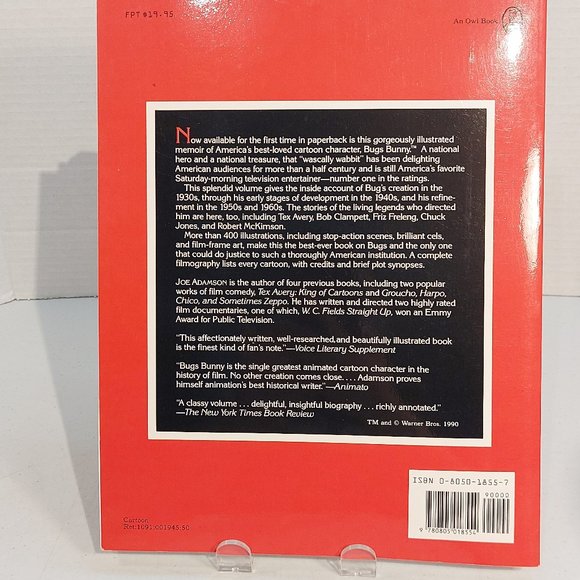 FPT $19.95
An Owl Book
Now available for the first time in paperback is this gorgeously illustrated
memoir of America's best-loved cartoon character, Bugs Bunny.™ A national
hero and a national treasure, that "wascally wabbit" has been delighting
American audiences for more than a half century and is still America's favorite
Saturday-morning television entertainer—number one in the ratings.
This splendid volume gives the inside account of Bug's creation in the
1930s, through his early stages of development in the 1940s, and his refine-
ment in the 1950s and 1960s. The stories of the living legends who directed
him are here, too, including Tex Avery, Bob Clampett, Friz Freleng, Chuck
Jones, and Robert McKimson.
More than 400 illustrations, including stop-action scenes, brilliant cels,
and film-frame art, make this the best-ever book on Bugs and the only one
that could do justice to such a thoroughly American institution. A complete
filmography lists every cartoon, with credits and brief plot synopses.
JOE ADAMSON is the author of four previous books, including two popular
works of film comedy, Tex Avery: King of Cartoons and Groucho, Harpo,
Chico, and Sometimes Zeppo. He has written and directed two highly rated
film documentaries, one of which, W. C. Fields Straight Up, won an Emmy
Award for Public Television.
"This affectionately written, well-researched, and beautifully illustrated book
is the finest kind of fan's note."—Voice Literary Supplement
"Bugs Bunny is the single greatest animated cartoon character in the
history of film. No other creation comes close. . . . Adamson proves
himself animation's best historical writer."—Animato
"A classy volume . . . delightful, insightful biography . . . richly annotated."
—The New York Times Book Review
TM and © Warner Bros. 1990
ISBN 0-8050-1855-7
90000
9 780805 018554
Cartoon
Ret:1091:001945:50